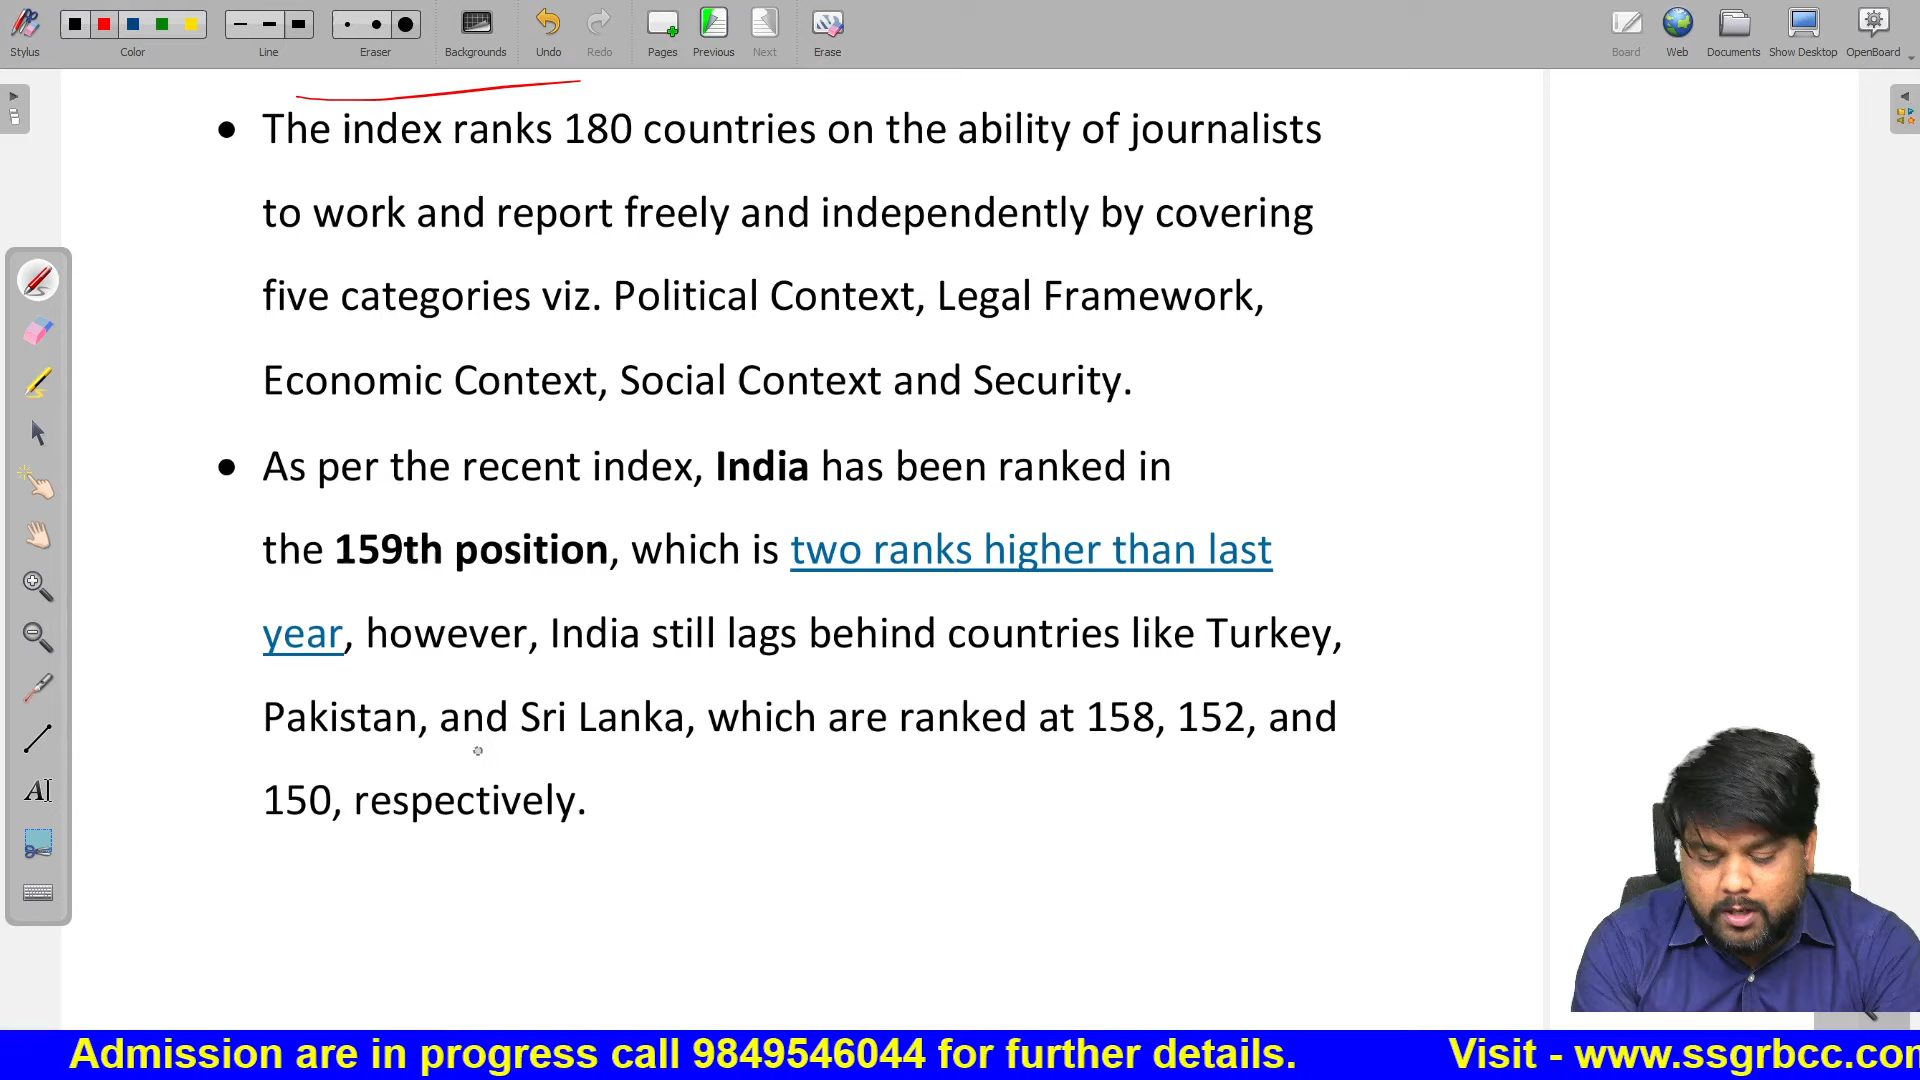 Stylus
Color
Line
Eraser
Backgrounds
Undo
Redo
Pages
Previous
Next
Erase
Board
Web
Documents
Show Desktop
OpenBoard
• The index ranks 180 countries on the ability of journalists
to work and report freely and independently by covering
five categories viz. Political Context, Legal Framework,
Economic Context, Social Context and Security.
• As per the recent index, India has been ranked in
the 159th position, which is two ranks higher than last
year, however, India still lags behind countries like Turkey,
Pakistan, and Sri Lanka, which are ranked at 158, 152, and
150, respectively.
Admission are in progress call 9849546044 for further details.
Visit - www.ssgrbcc.con